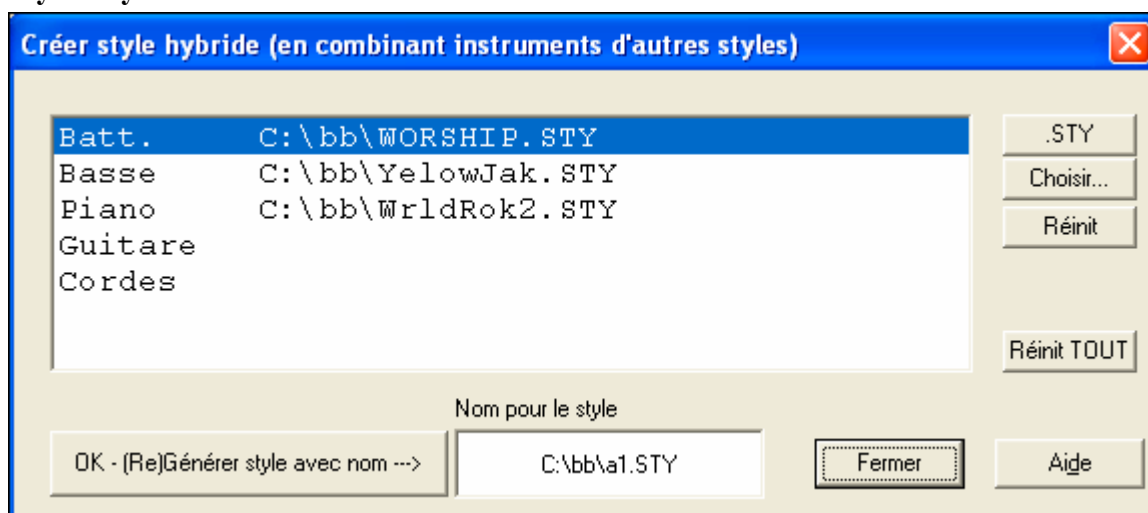 Créer style hybride (en combinant instruments d'autres styles)
Batt. C:\bb\WORSHIP.STY
Basse C:\bb\YelowJak.STY
Piano C:\bb\WrldRok2.STY
Guitare
Cordes
.STY
Choisir...
Réinit
Réinit TOUT
Nom pour le style
OK - (Re)Générer style avec nom --->
C:\bb\a1.STY
Fermer
Aide